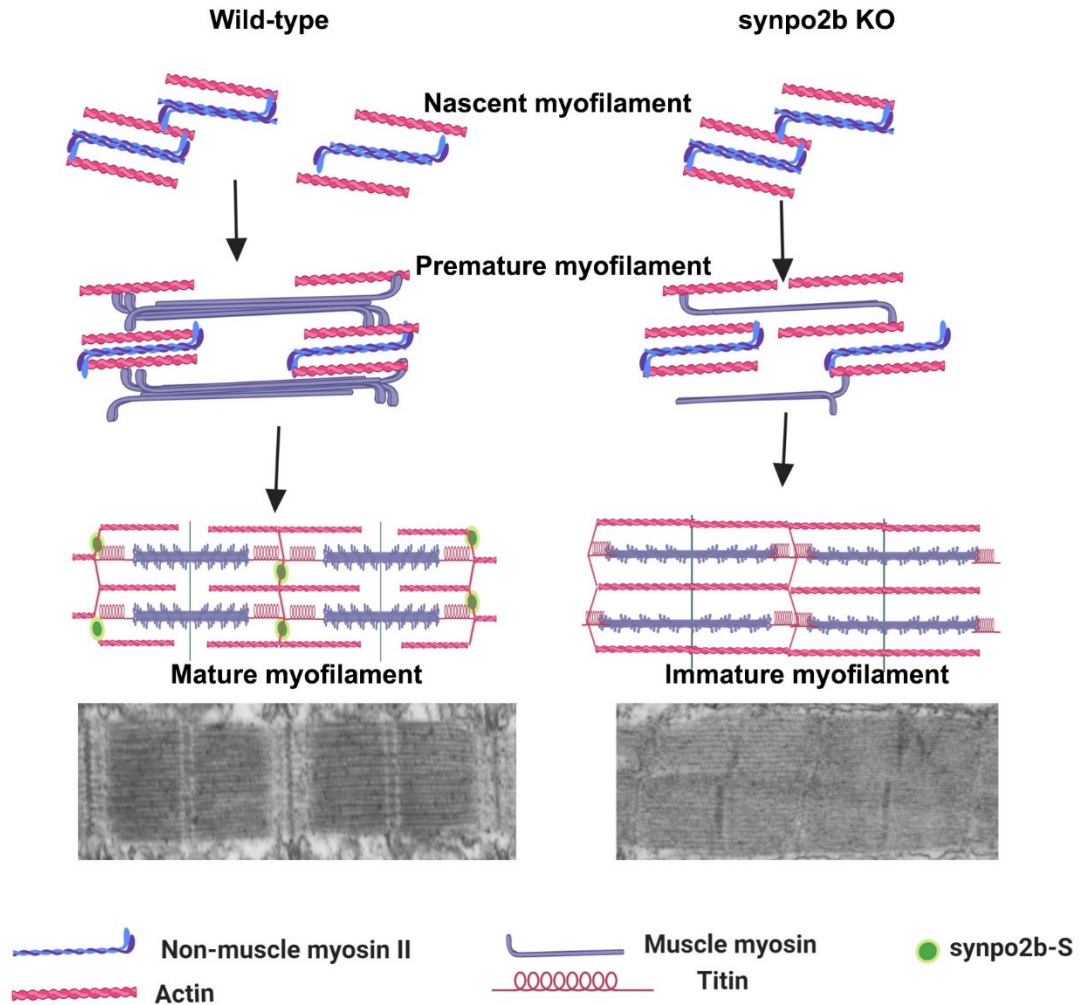 Wild-type
synpo2b KO
Nascent myofilament
Premature myofilament
Mature myofilament
Immature myofilament
Non-muscle myosin II
Muscle myosin
synpo2b-S
Actin
Titin